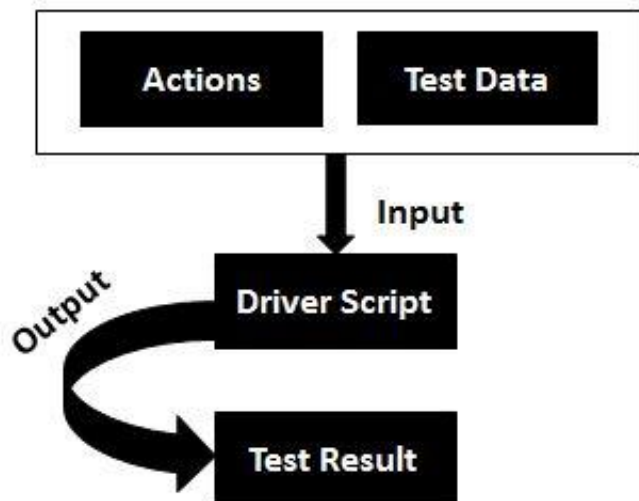 Actions
Test Data
Input
Driver Script
Output
Test Result